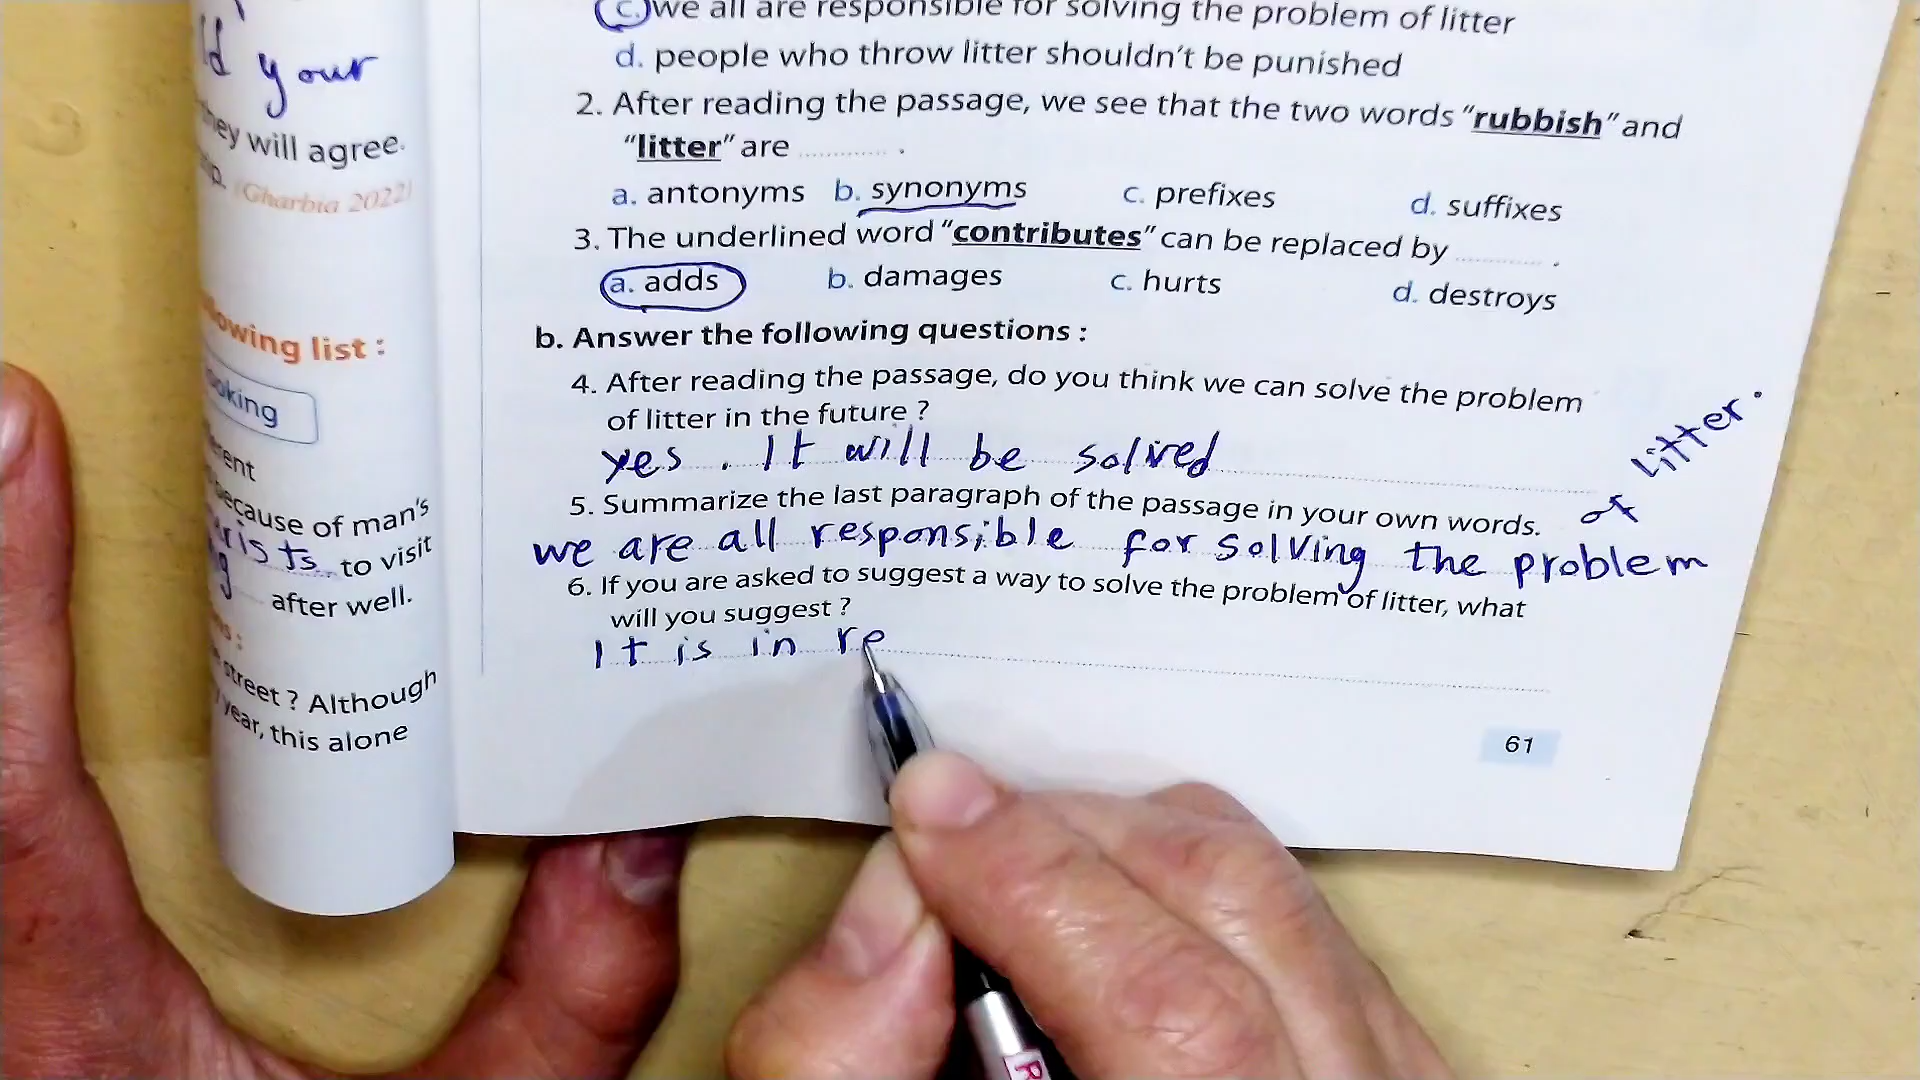 your
they will agree.
(Gharbia 2022)
list :
because of man's
to visit
after well.
street ? Although
year, this alone
c. we all are responsible for solving the problem of litter
d. people who throw litter shouldn't be punished
2. After reading the passage, we see that the two words "rubbish" and
"litter" are .......... .
a. antonyms b. synonyms c. prefixes d. suffixes
3. The underlined word "contributes" can be replaced by .......... .
a. adds b. damages c. hurts d. destroys
b. Answer the following questions :
4. After reading the passage, do you think we can solve the problem
of litter in the future ?
yes . It will be solved
5. Summarize the last paragraph of the passage in your own words.
we are all responsible for solving the problem
of litter.
6. If you are asked to suggest a way to solve the problem of litter, what
will you suggest ?
It is in re
61
R